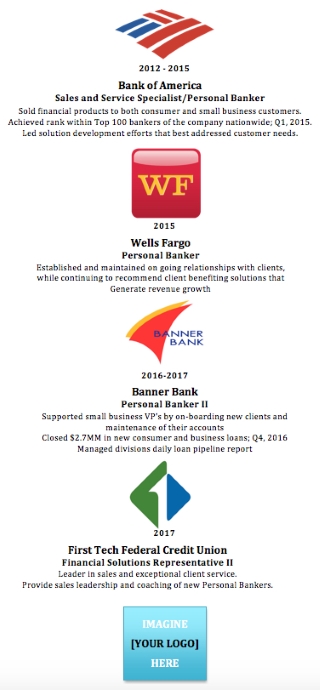 2012 - 2015
Bank of America
Sales and Service Specialist/Personal Banker
Sold financial products to both consumer and small business customers.
Achieved rank within Top 100 bankers of the company nationwide; Q1, 2015.
Led solution development efforts that best addressed customer needs.
WF
2015
Wells Fargo
Personal Banker
Established and maintained on going relationships with clients,
while continuing to recommend client benefiting solutions that
Generate revenue growth
BANNER
BANK
2016-2017
Banner Bank
Personal Banker II
Supported small business VP's by on-boarding new clients and
maintenance of their accounts
Closed $2.7MM in new consumer and business loans; Q4, 2016
Managed divisions daily loan pipeline report
1
2017
First Tech Federal Credit Union
Financial Solutions Representative II
Leader in sales and exceptional client service.
Provide sales leadership and coaching of new Personal Bankers.
IMAGINE
[YOUR LOGO]
HERE